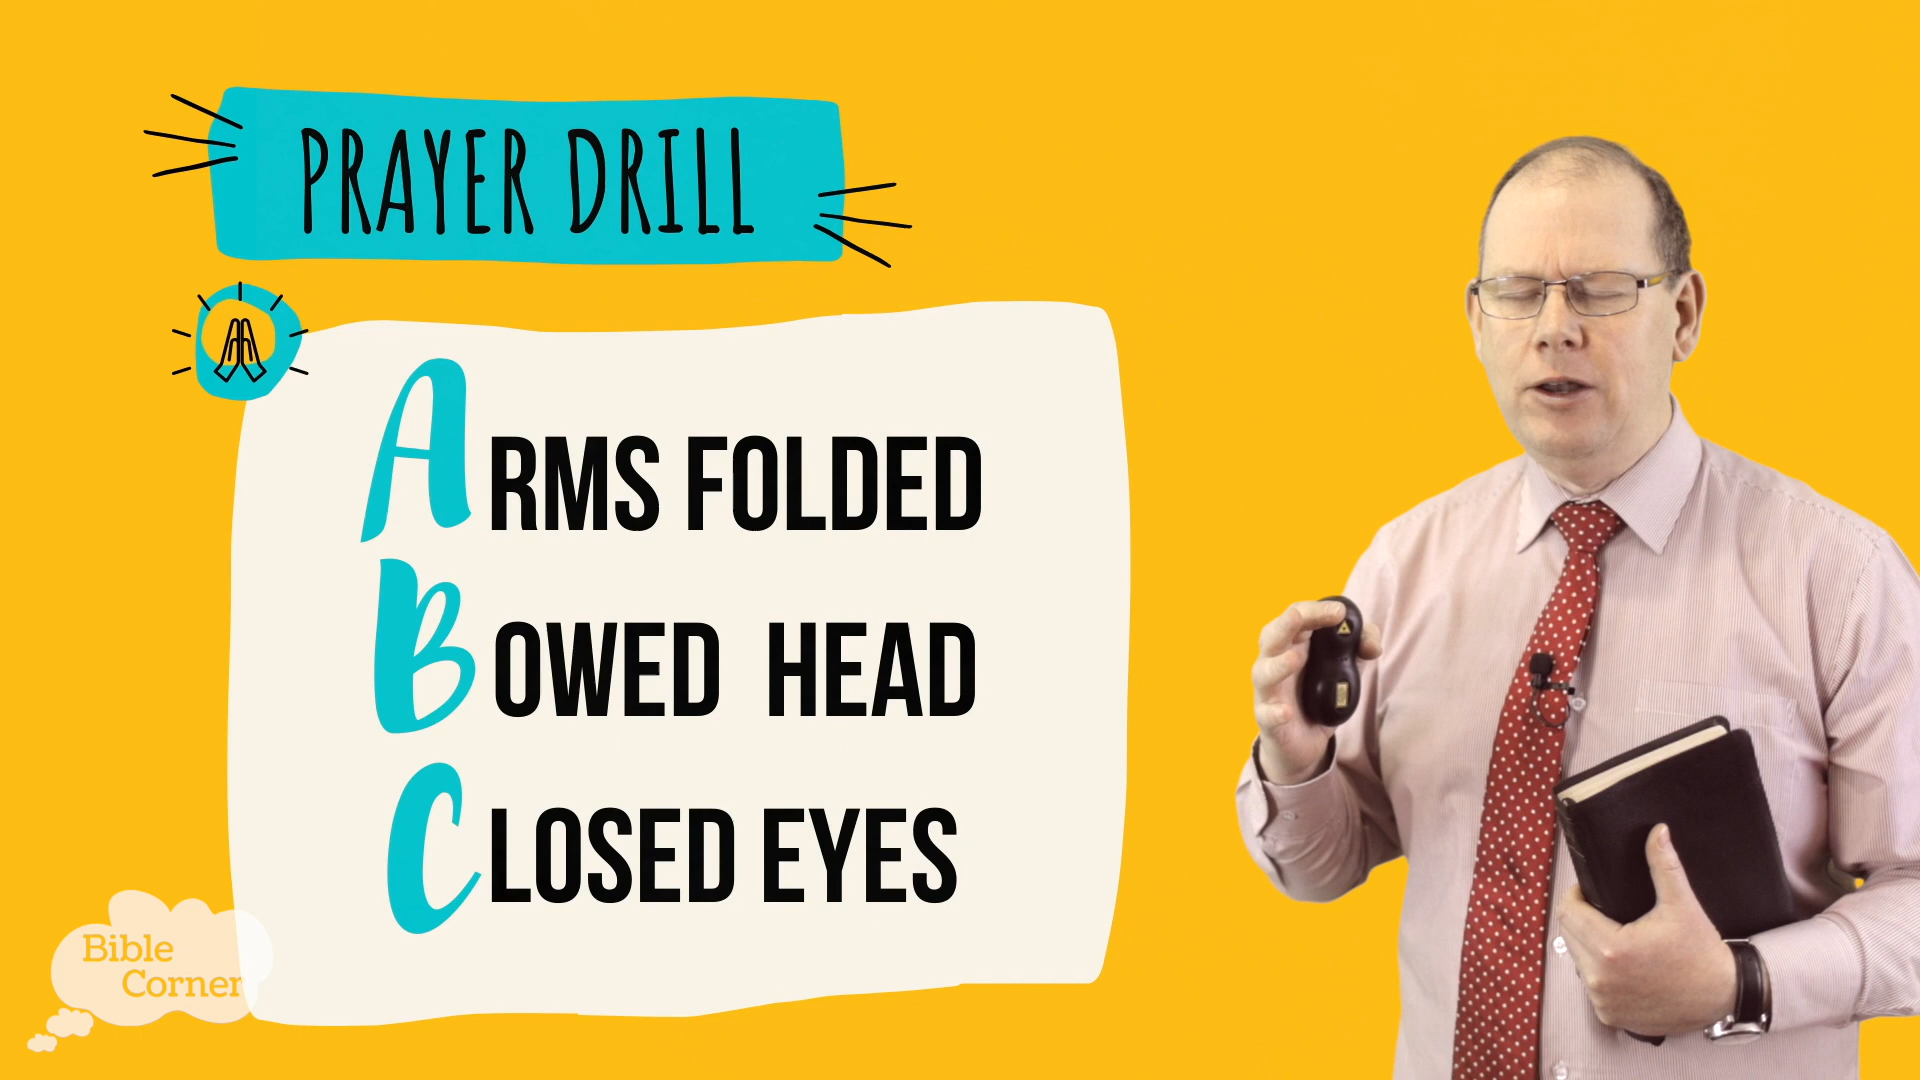 PRAYER DRILL
ARMS FOLDED
BOWED HEAD
CLOSED EYES
Bible
Corner